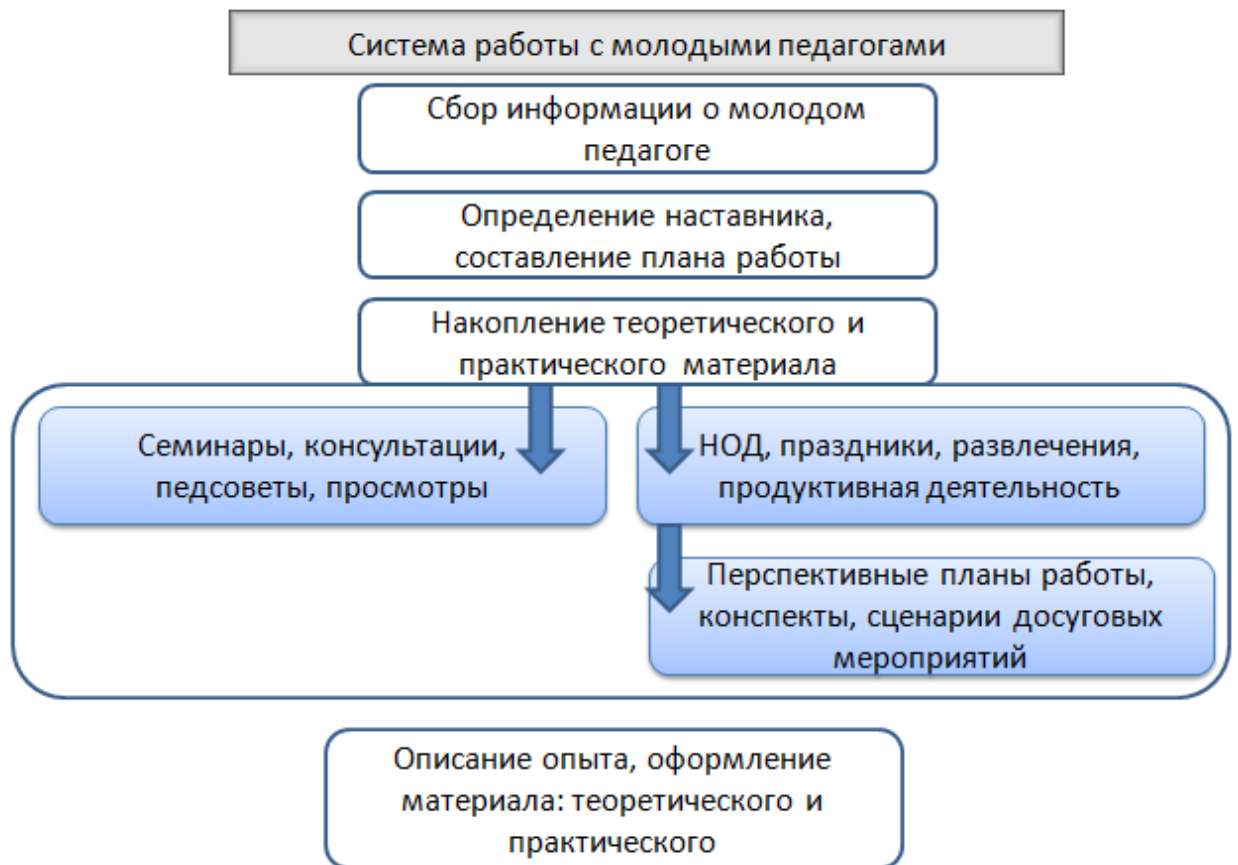 Система работы с молодыми педагогами
Сбор информации о молодом
педагоге
Определение наставника,
составление плана работы
Накопление теоретического и
практического материала
Семинары, консультации,
педсоветы, просмотры
НОД, праздники, развлечения,
продуктивная деятельность
Перспективные планы работы,
конспекты, сценарии досуговых
мероприятий
Описание опыта, оформление
материала: теоретического и
практического